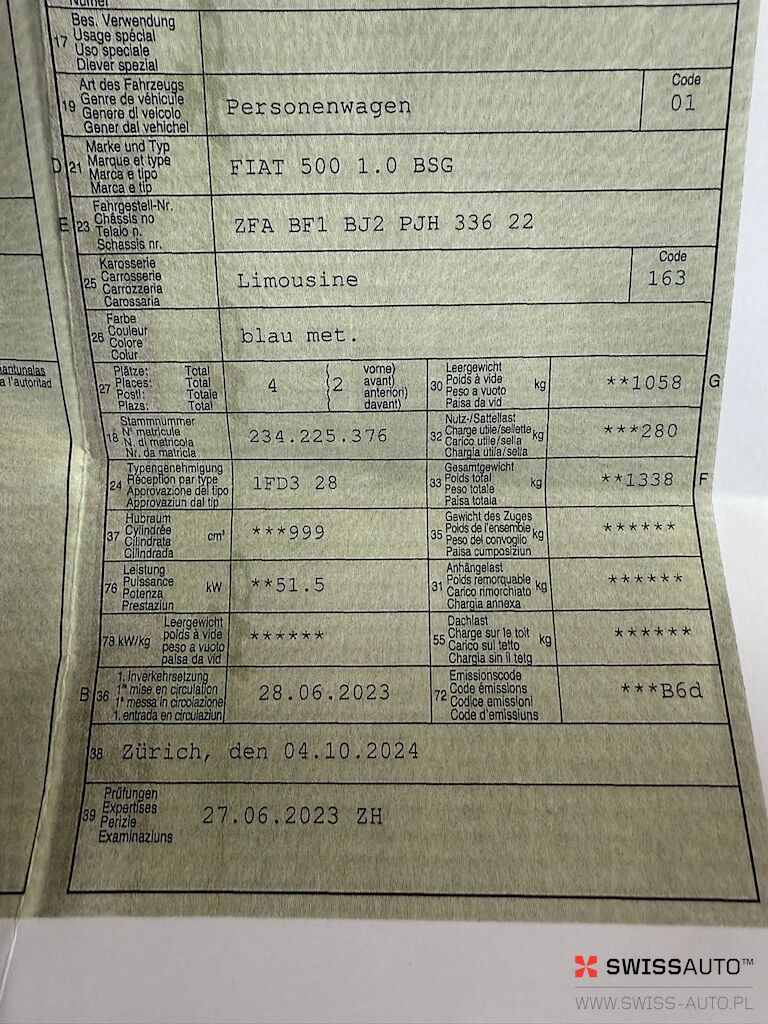 Numer
17 Bes. Verwendung
Usage spécial
Uso speciale
Diever spezial
19 Art des Fahrzeugs
Genre de véhicule
Genere di veicolo
Gener dal vehichel
Personenwagen
Code
01
D 21 Marke und Typ
Marque et type
Marca e tipo
Marca e tip
FIAT 500 1.0 BSG
E 23 Fahrgestell-Nr.
Châssis no
Telaio n.
Schassis nr.
ZFA BF1 BJ2 PJH 336 22
25 Karosserie
Carrosserie
Carrozzeria
Carossaria
Limousine
Code
163
26 Farbe
Couleur
Colore
Colur
blau met.
27 Plätze: Total
Places: Total
Posti: Totale
Plazs: Total
4
( vorne)
2 avant)
anteriori)
( davant)
30 Leergewicht
Poids à vide
Peso a vuoto
Paisa da vid
kg
**1058
G
18 Stammnummer
N° matricule
N. di matricola
Nr. da matricla
234.225.376
32 Nutz-/Sattellast
Charge utile/sellette
Carico utile/sella
Chargia utila/sella
kg
***280
24 Typengenehmigung
Réception par type
Approvazione del tipo
Approvaziun dal tip
1FD3 28
33 Gesamtgewicht
Poids total
Peso totale
Paisa totala
kg
**1338
F
37 Hubraum
Cylindrée
Cilindrata
Cilindrada
cm³
***999
35 Gewicht des Zuges
Poids de l'ensemble
Peso del convoglio
Paisa cumposiziun
kg
******
76 Leistung
Puissance
Potenza
Prestaziun
kW
**51.5
31 Anhängelast
Poids remorquable
Carico rimorchiato
Chargia annexa
kg
******
78 kW/kg
Leergewicht
poids à vide
peso a vuoto
paisa da vid
******
55 Dachlast
Charge sur le toit
Carico sul tetto
Chargia sin il tetg
kg
******
B 36 1. Inverkehrsetzung
1re mise en circulation
1a messa in circolazione
1. entrada en circulaziun
28.06.2023
72 Emissionscode
Code émissions
Codice emissioni
Code d'emissiuns
***B6d
38 Zürich, den 04.10.2024
39 Prüfungen
Expertises
Perizie
Examinaziuns
27.06.2023 ZH
a l'autoritad
SWISSAUTO™
WWW.SWISS-AUTO.PL